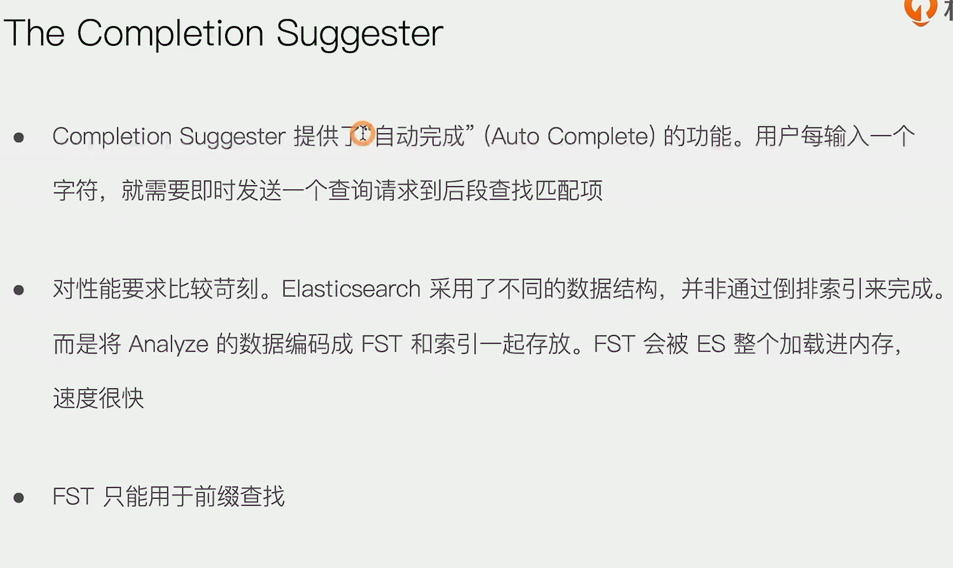 The Completion Suggester
Completion Suggester 提供了“自动完成” (Auto Complete) 的功能。用户每输入一个
字符，就需要即时发送一个查询请求到后段查找匹配项
对性能要求比较苛刻。Elasticsearch 采用了不同的数据结构，并非通过倒排索引来完成。
而是将 Analyze 的数据编码成 FST 和索引一起存放。FST 会被 ES 整个加载进内存，
速度很快
FST 只能用于前缀查找